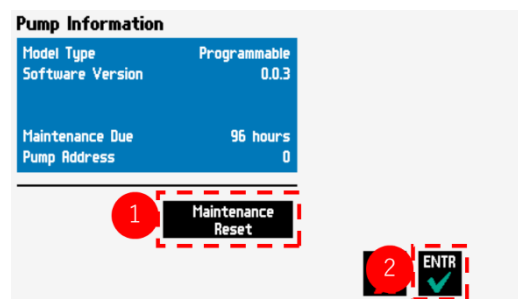 Pump Information
Model Type Programmable
Software Version 0.0.3
Maintenance Due 96 hours
Pump Address 0
1 Maintenance
Reset
2 ENTR